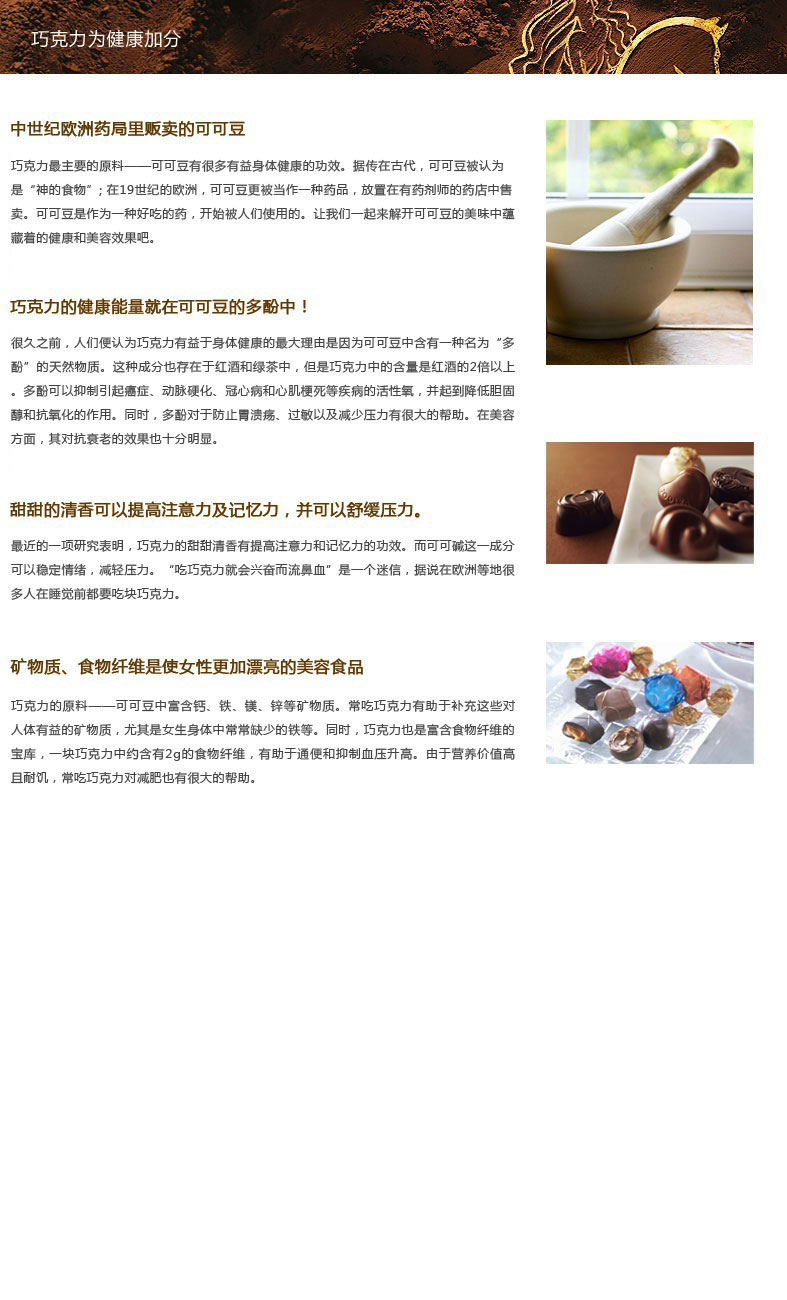 巧克力为健康加分
中世纪欧洲药局里贩卖的可可豆
巧克力最主要的原料——可可豆有很多有益身体健康的功效。据传在古代，可可豆被认为
是“神的食物”; 在19世纪的欧洲，可可豆更被当作一种药品，放置在有药剂师的药店中售
卖。可可豆是作为一种好吃的药，开始被人们使用的。让我们一起来解开可可豆的美味中蕴
藏着的健康和美容效果吧。
巧克力的健康能量就在可可豆的多酚中！
很久之前，人们便认为巧克力有益于身体健康的最大理由是因为可可豆中含有一种名为“多
酚”的天然物质。这种成分也存在于红酒和绿茶中，但是巧克力中的含量是红酒的2倍以上
。多酚可以抑制引起癌症、动脉硬化、冠心病和心肌梗死等疾病的活性氧，并起到降低胆固
醇和抗氧化的作用。同时，多酚对于防止胃溃疡、过敏以及减少压力有很大的帮助。在美容
方面，其对抗衰老的效果也十分明显。
甜甜的清香可以提高注意力及记忆力，并可以舒缓压力。
最近的一项研究表明，巧克力的甜甜清香有提高注意力和记忆力的功效。而可可碱这一成分
可以稳定情绪，减轻压力。“吃巧克力就会兴奋而流鼻血”是一个迷信，据说在欧洲等地很
多人在睡觉前都要吃块巧克力。
矿物质、食物纤维是使女性更加漂亮的美容食品
巧克力的原料——可可豆中富含钙、铁、镁、锌等矿物质。常吃巧克力有助于补充这些对
人体有益的矿物质，尤其是女生身体中常常缺少的铁等。同时，巧克力也是富含食物纤维的
宝库，一块巧克力中约含有2g的食物纤维，有助于通便和抑制血压升高。由于营养价值高
且耐饥，常吃巧克力对减肥也有很大的帮助。